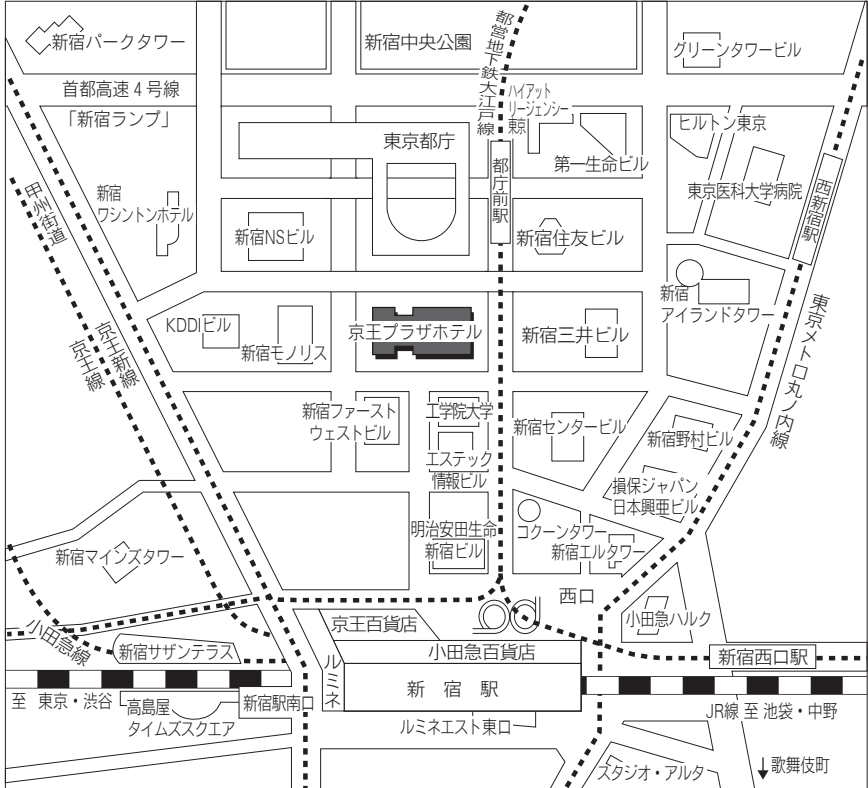 新宿パークタワー
新宿中央公園
都営地下鉄大江戸線
グリーンタワービル
首都高速4号線
「新宿ランプ」
ハイアット
リージェンシー
東京
東京都庁
第一生命ビル
ヒルトン東京
東京医科大学病院
西新宿駅
都庁前駅
甲州街道
新宿
ワシントンホテル
新宿NSビル
新宿住友ビル
新宿
アイランドタワー
東京メトロ丸ノ内線
京王新線
京王線
KDDIビル
新宿モノリス
京王プラザホテル
新宿三井ビル
新宿ファースト
ウェストビル
工学院大学
新宿センタービル
新宿野村ビル
エステック
情報ビル
損保ジャパン
日本興亜ビル
明治安田生命
新宿ビル
コクーンタワー
新宿エルタワー
新宿マインズタワー
西口
小田急ハルク
小田急線
京王百貨店
新宿サザンテラス
ルミネ
小田急百貨店
新宿西口駅
新宿駅
至 東京・渋谷
高島屋
タイムズスクエア
新宿駅南口
ルミネエスト東口
JR線 至 池袋・中野
スタジオ・アルタ
↓歌舞伎町